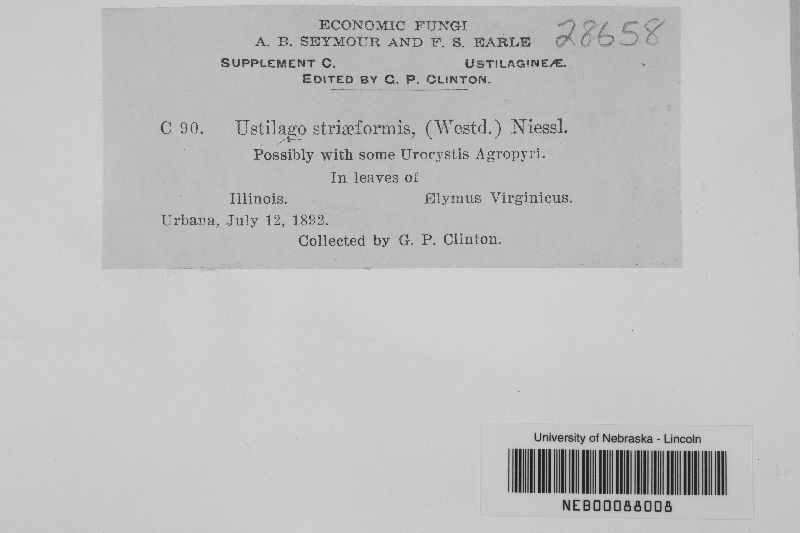 ECONOMIC FUNGI
A. B. SEYMOUR AND F. S. EARLE 28658
SUPPLEMENT C. USTILAGINEÆ.
EDITED BY G. P. CLINTON.
C 90. Ustilago striæformis, (Westd.) Niessl.
Possibly with some Urocystis Agropyri.
In leaves of
Illinois. Elymus Virginicus.
Urbana, July 12, 1892.
Collected by G. P. Clinton.
University of Nebraska - Lincoln
NEB00088008